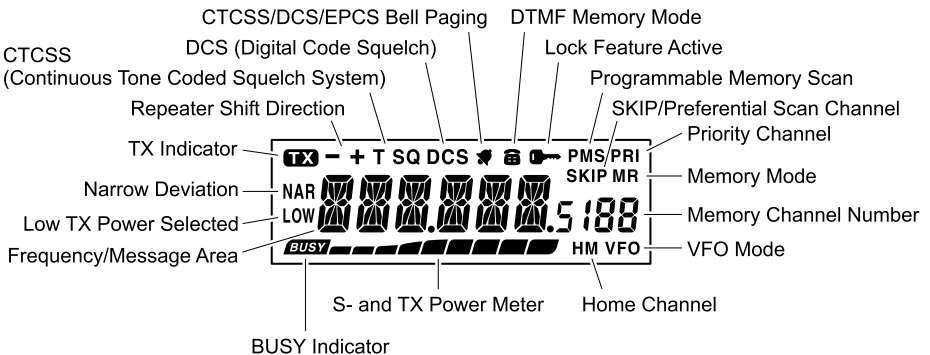 CTCSS/DCS/EPCS Bell Paging
DTMF Memory Mode
DCS (Digital Code Squelch)
Lock Feature Active
CTCSS
(Continuous Tone Coded Squelch System)
Programmable Memory Scan
Repeater Shift Direction
SKIP/Preferential Scan Channel
Priority Channel
TX Indicator
TX - + T SQ DCS PMS PRI
SKIP MR
Memory Mode
Narrow Deviation
NAR
Low TX Power Selected
LOW
5188
Memory Channel Number
Frequency/Message Area
BUSY
HM VFO
VFO Mode
S- and TX Power Meter
Home Channel
BUSY Indicator